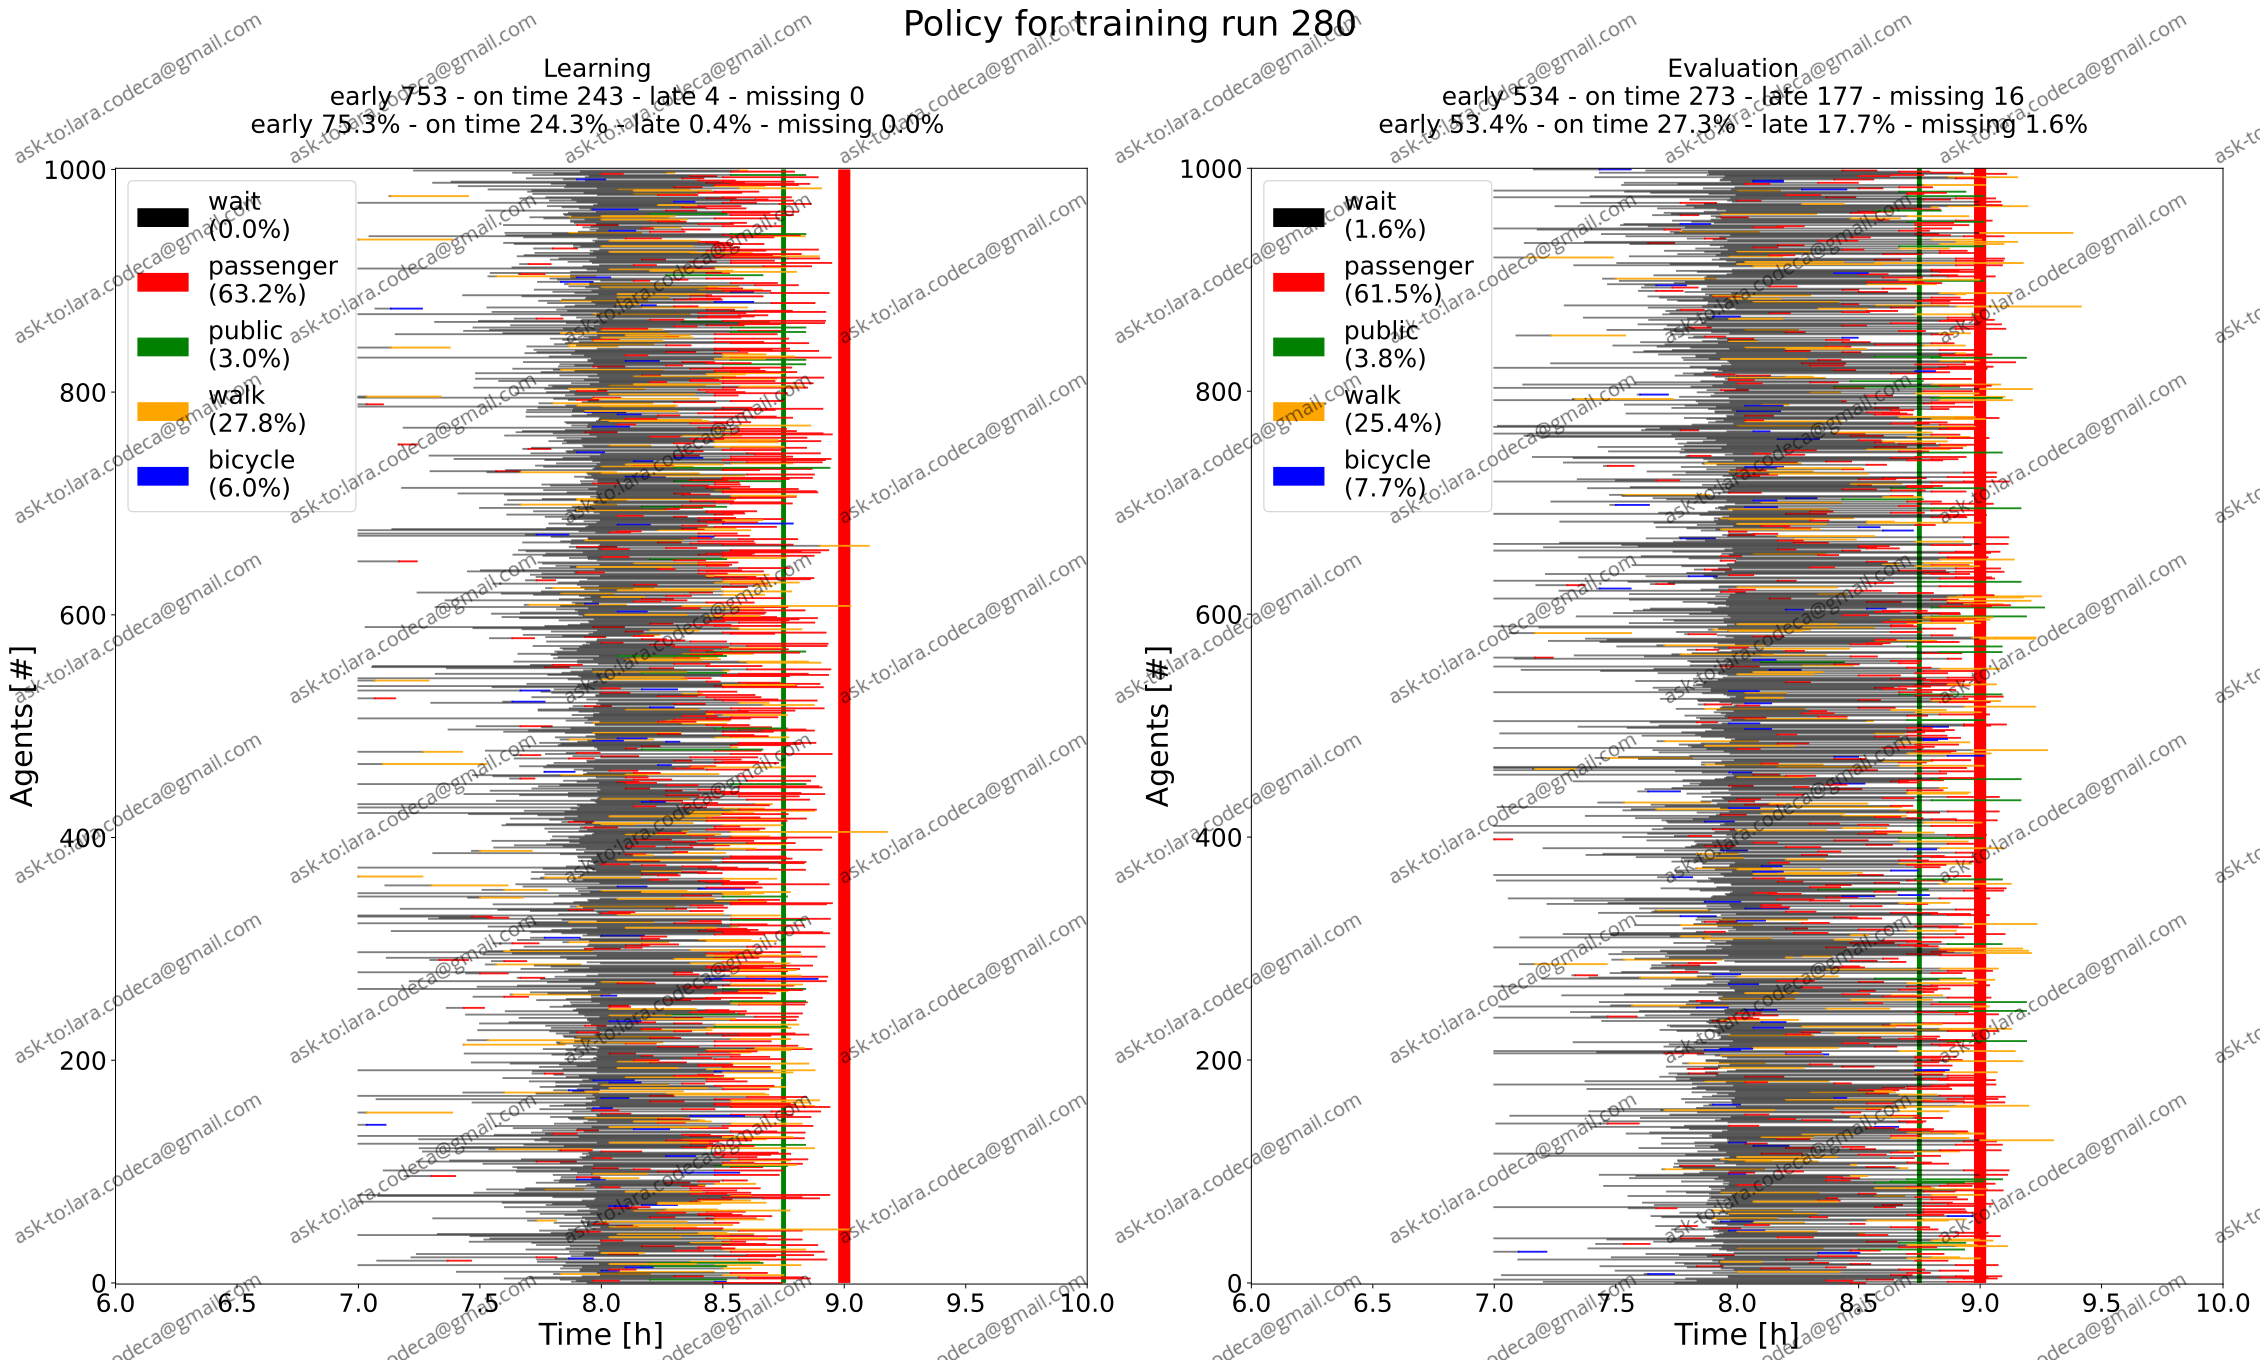 Policy for training run 280
Learning
early 753 - on time 243 - late 4 - missing 0
early 75.3% - on time 24.3% - late 0.4% - missing 0.0%
Agents [#]
1000
800
600
400
200
0
wait
(0.0%)
passenger
(63.2%)
public
(3.0%)
walk
(27.8%)
bicycle
(6.0%)
6.0 6.5 7.0 7.5 8.0 8.5 9.0 9.5 10.0
Time [h]
Evaluation
early 534 - on time 273 - late 177 - missing 16
early 53.4% - on time 27.3% - late 17.7% - missing 1.6%
Agents [#]
1000
800
600
400
200
0
wait
(1.6%)
passenger
(61.5%)
public
(3.8%)
walk
(25.4%)
bicycle
(7.7%)
6.0 6.5 7.0 7.5 8.0 8.5 9.0 9.5 10.0
Time [h]
ask-to:lara.codeca@gmail.com